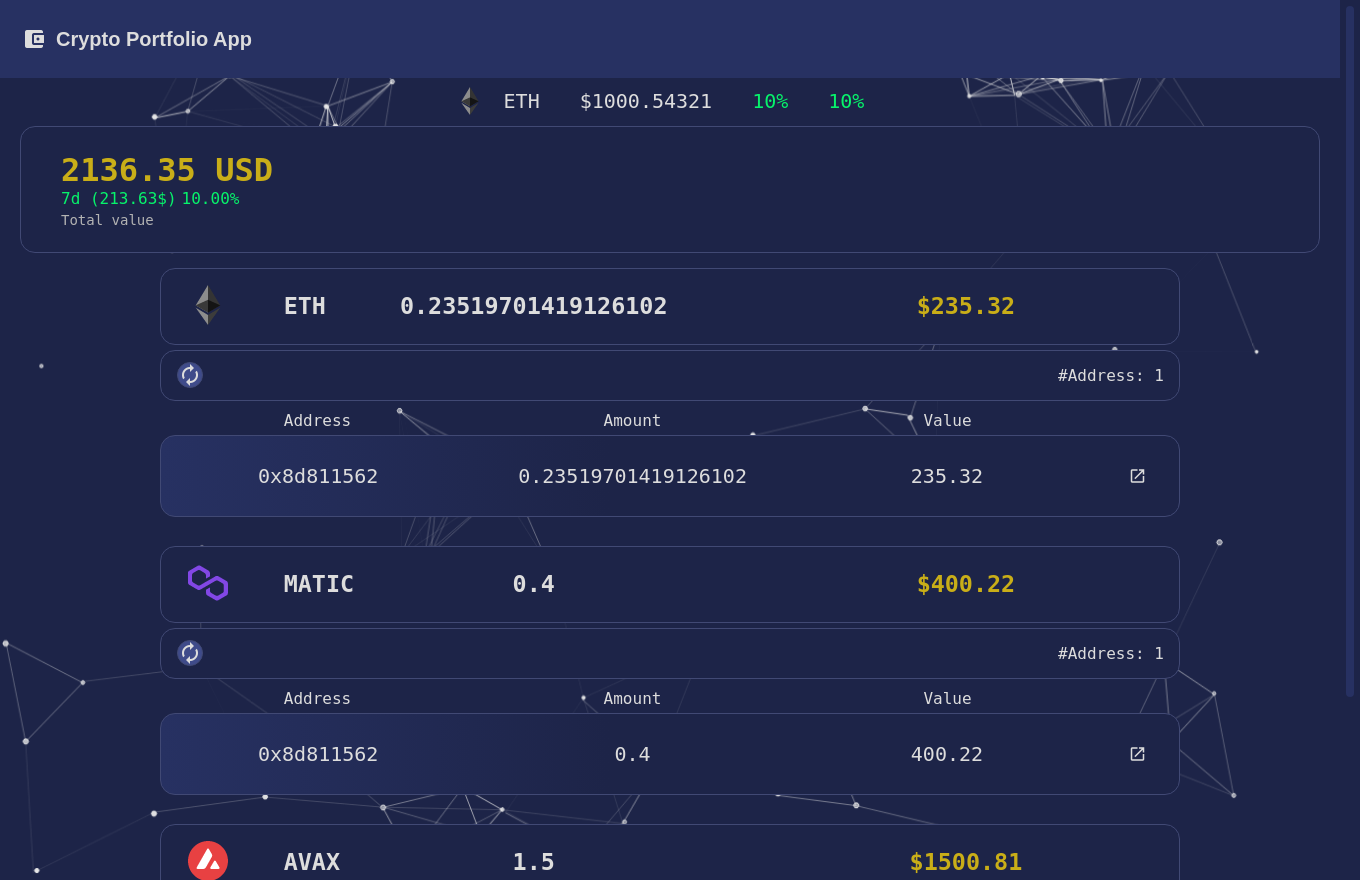 Crypto Portfolio App
ETH $1000.54321 10% 10%
2136.35 USD
7d (213.63$) 10.00%
Total value
ETH 0.23519701419126102 $235.32
#Address: 1
Address Amount Value
0x8d811562 0.23519701419126102 235.32
MATIC 0.4 $400.22
#Address: 1
Address Amount Value
0x8d811562 0.4 400.22
AVAX 1.5 $1500.81